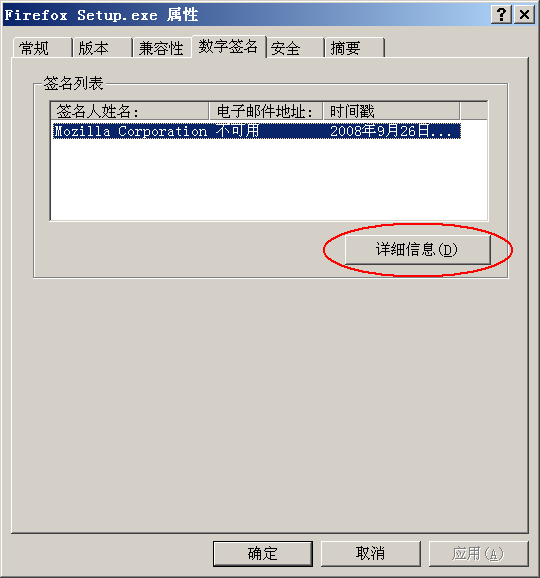 Firefox Setup.exe 属性
常规 版本 兼容性 数字签名 安全 摘要
签名列表
签名人姓名: 电子邮件地址: 时间戳
Mozilla Corporation 不可用 2008年9月26日...
详细信息(D)
确定 取消 应用(A)